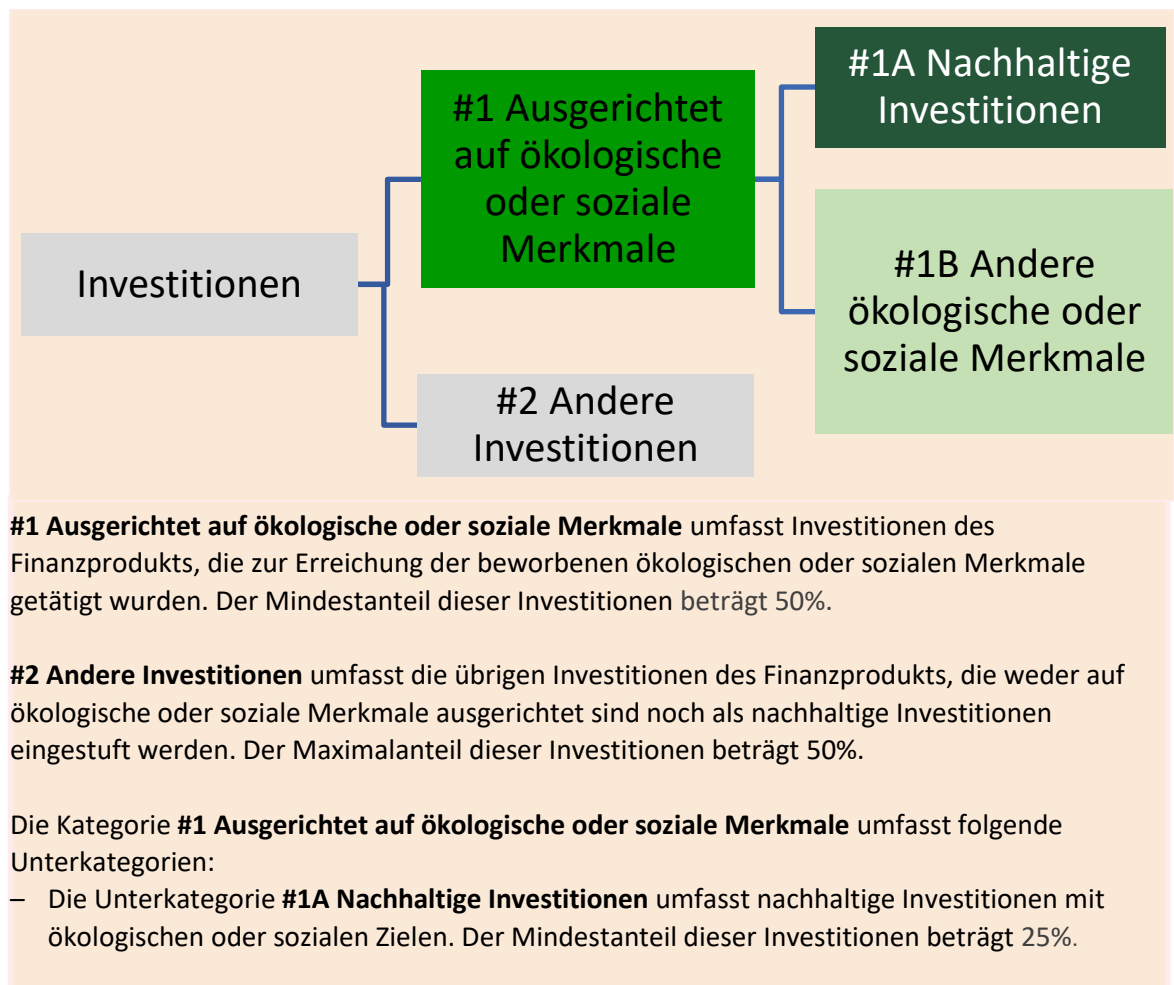 #1A Nachhaltige
Investitionen
#1 Ausgerichtet
auf ökologische
oder soziale
Merkmale
Investitionen
#1B Andere
ökologische oder
soziale Merkmale
#2 Andere
Investitionen
#1 Ausgerichtet auf ökologische oder soziale Merkmale umfasst Investitionen des
Finanzprodukts, die zur Erreichung der beworbenen ökologischen oder sozialen Merkmale
getätigt wurden. Der Mindestanteil dieser Investitionen beträgt 50%.
#2 Andere Investitionen umfasst die übrigen Investitionen des Finanzprodukts, die weder auf
ökologische oder soziale Merkmale ausgerichtet sind noch als nachhaltige Investitionen
eingestuft werden. Der Maximalanteil dieser Investitionen beträgt 50%.
Die Kategorie #1 Ausgerichtet auf ökologische oder soziale Merkmale umfasst folgende
Unterkategorien:
– Die Unterkategorie #1A Nachhaltige Investitionen umfasst nachhaltige Investitionen mit
ökologischen oder sozialen Zielen. Der Mindestanteil dieser Investitionen beträgt 25%.